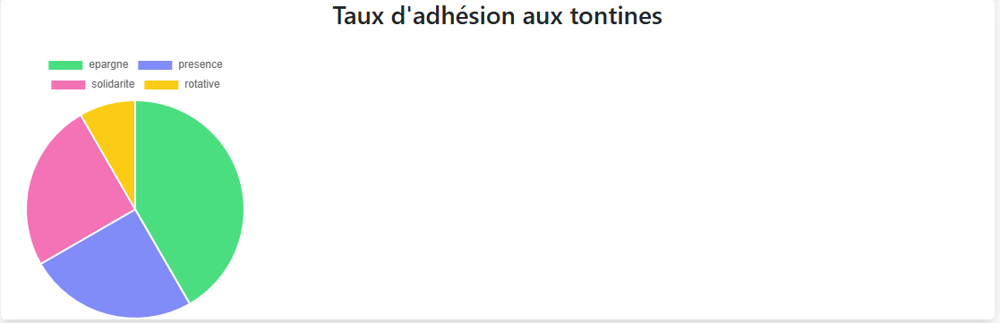 Taux d'adhésion aux tontines
epargne presence
solidarite rotative